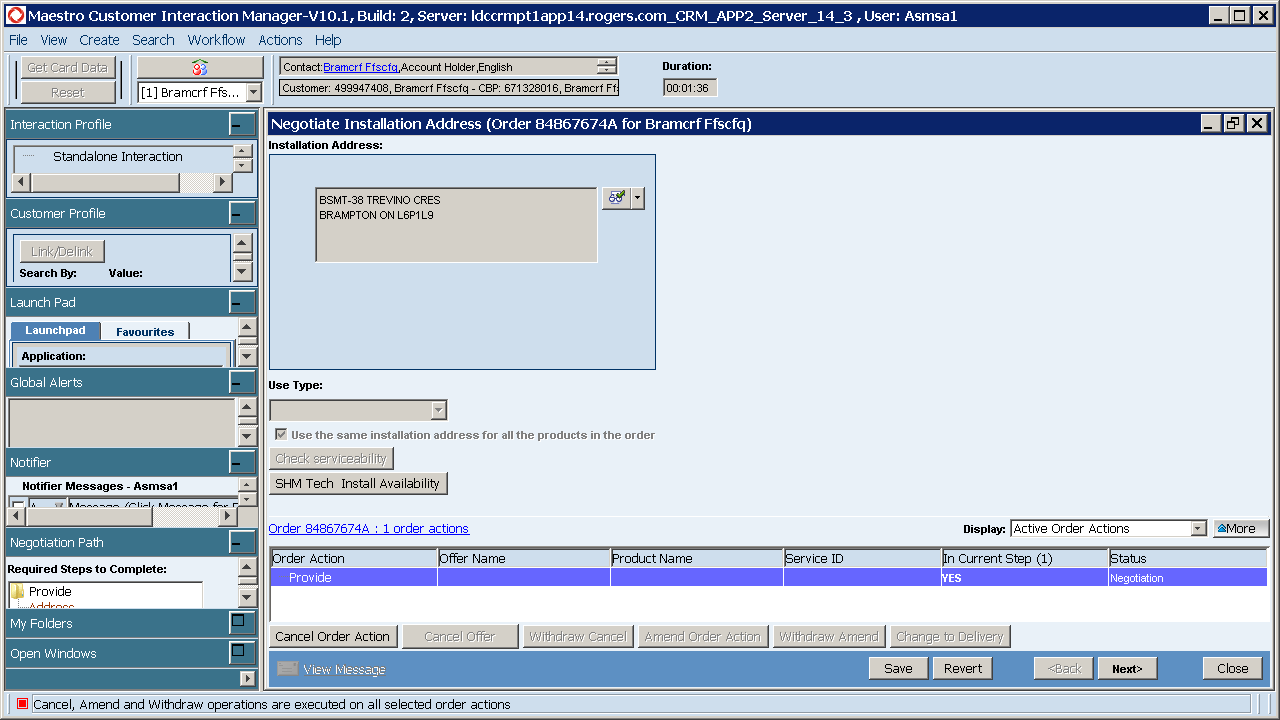 Maestro Customer Interaction Manager-V10.1, Build: 2, Server: ldccrmpt1app14.rogers.com_CRM_APP2_Server_14_3 , User: Asmsa1
File View Create Search Workflow Actions Help
Get Card Data
Reset
[1] Bramcrf Ffs...
Contact:Bramcrf Ffscfq,Account Holder,English
Customer: 499947408, Bramcrf Ffscfq - CBP: 671328016, Bramcrf Ff
Duration:
00:01:36
Interaction Profile
Standalone Interaction
Customer Profile
Link/Delink
Search By: Value:
Launch Pad
Launchpad Favourites
Application:
Global Alerts
Notifier
Notifier Messages - Asmsa1
A... Message (Click Message for
Negotiation Path
Required Steps to Complete:
Provide
Address
My Folders
Open Windows
Negotiate Installation Address (Order 84867674A for Bramcrf Ffscfq)
Installation Address:
BSMT-38 TREVINO CRES
BRAMPTON ON L6P1L9
Use Type:
Use the same installation address for all the products in the order
Check serviceability
SHM Tech Install Availability
Order 84867674A : 1 order actions
Display: Active Order Actions More
Order Action Offer Name Product Name Service ID In Current Step (1) Status
Provide YES Negotiation
Cancel Order Action Cancel Offer Withdraw Cancel Amend Order Action Withdraw Amend Change to Delivery
View Message Save Revert <Back Next> Close
Cancel, Amend and Withdraw operations are executed on all selected order actions